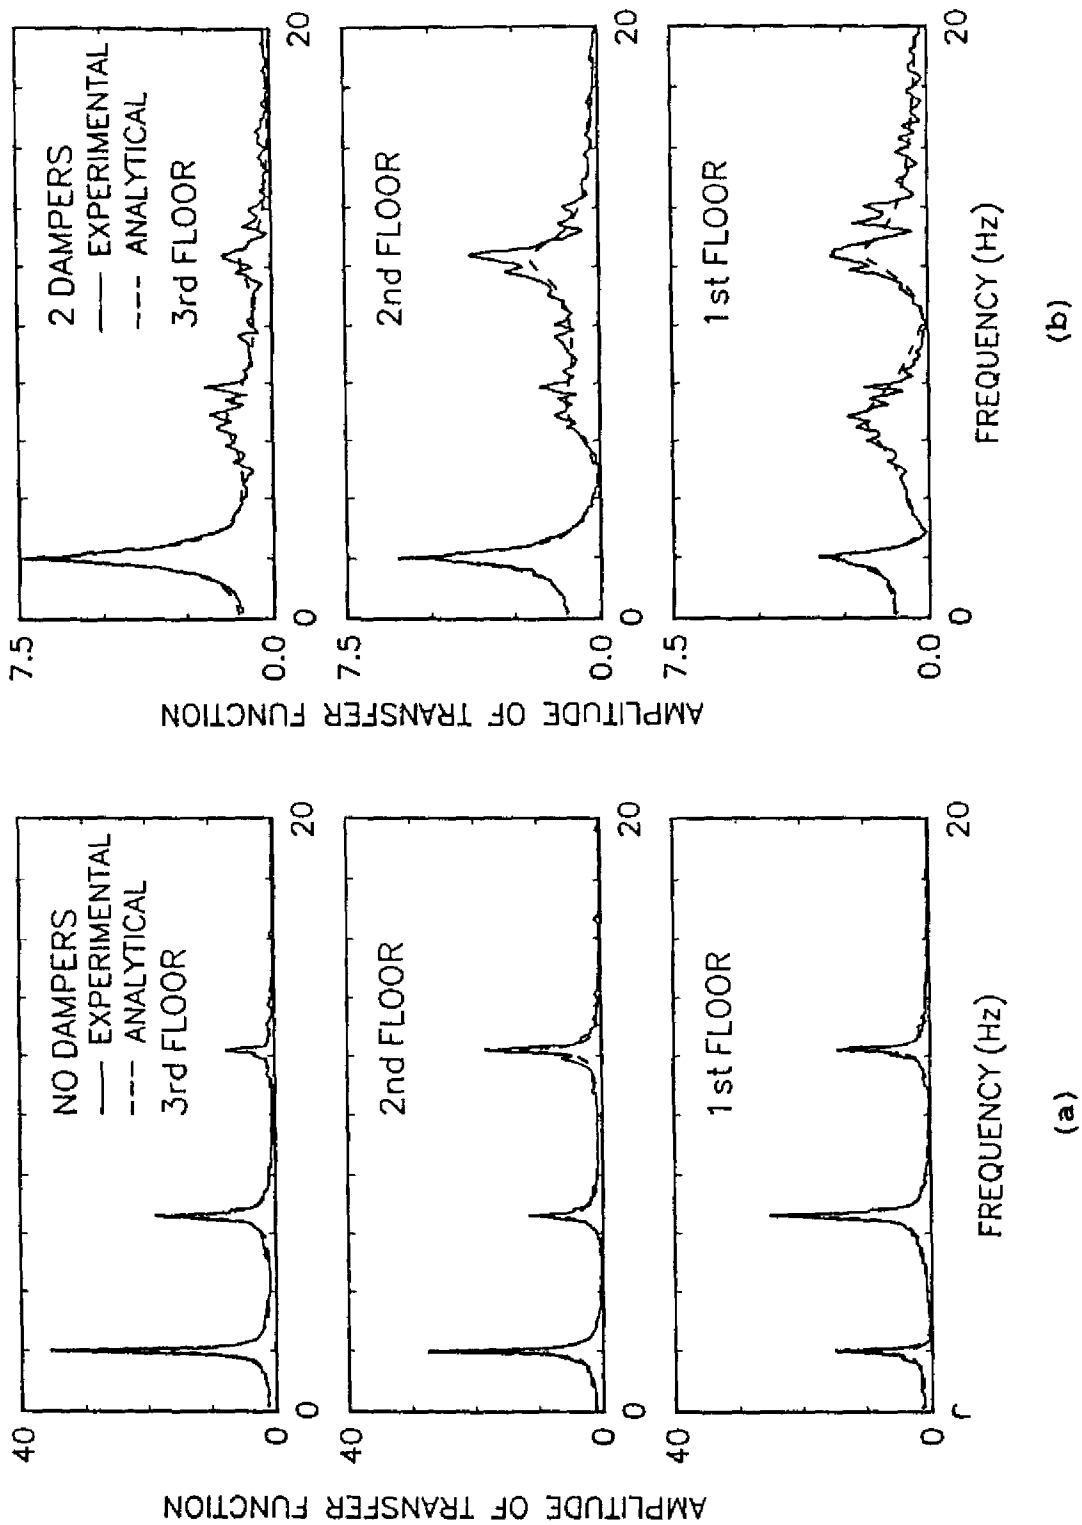 AMPLITUDE OF TRANSFER FUNCTION
40
NO DAMPERS
EXPERIMENTAL
ANALYTICAL
3rd FLOOR
0
0
20
40
2nd FLOOR
0
0
20
40
1st FLOOR
0
20
FREQUENCY (Hz)
(a)
AMPLITUDE OF TRANSFER FUNCTION
7.5
2 DAMPERS
EXPERIMENTAL
ANALYTICAL
3rd FLOOR
0.0
0
20
7.5
2nd FLOOR
0.0
0
20
7.5
1st FLOOR
0.0
0
20
FREQUENCY (Hz)
(b)